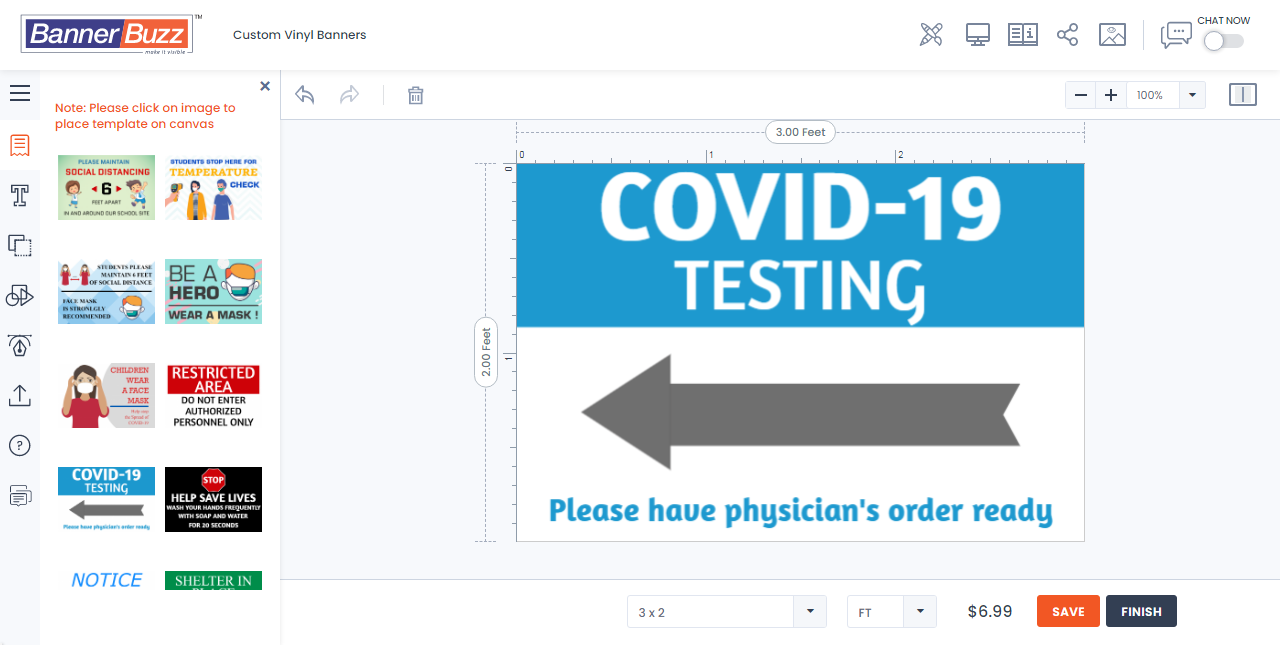 BannerBuzz
TM
make it visible
Custom Vinyl Banners
CHAT NOW
Note: Please click on image to
place template on canvas
PLEASE MAINTAIN
SOCIAL DISTANCING
6
FEET APART
IN AND AROUND OUR SCHOOL SITE
STUDENTS STOP HERE FOR
TEMPERATURE
CHECK
STUDENTS PLEASE
MAINTAIN 6 FEET
OF SOCIAL DISTANCE
FACE MASK
IS STRONLGLY
RECOMMENDED
BE A
HERO
WEAR A MASK !
CHILDREN
WEAR
A FACE
MASK
RESTRICTED
AREA
DO NOT ENTER
AUTHORIZED
PERSONNEL ONLY
COVID-19
TESTING
Please have physician's order ready
STOP
HELP SAVE LIVES
WASH YOUR HANDS FREQUENTLY
WITH SOAP AND WATER
FOR 20 SECONDS
NOTICE
SHELTER IN
PLACE
100%
3.00 Feet
0 1 2
0
1
2.00 Feet
COVID-19
TESTING
Please have physician's order ready
3 x 2
FT
$6.99
SAVE
FINISH